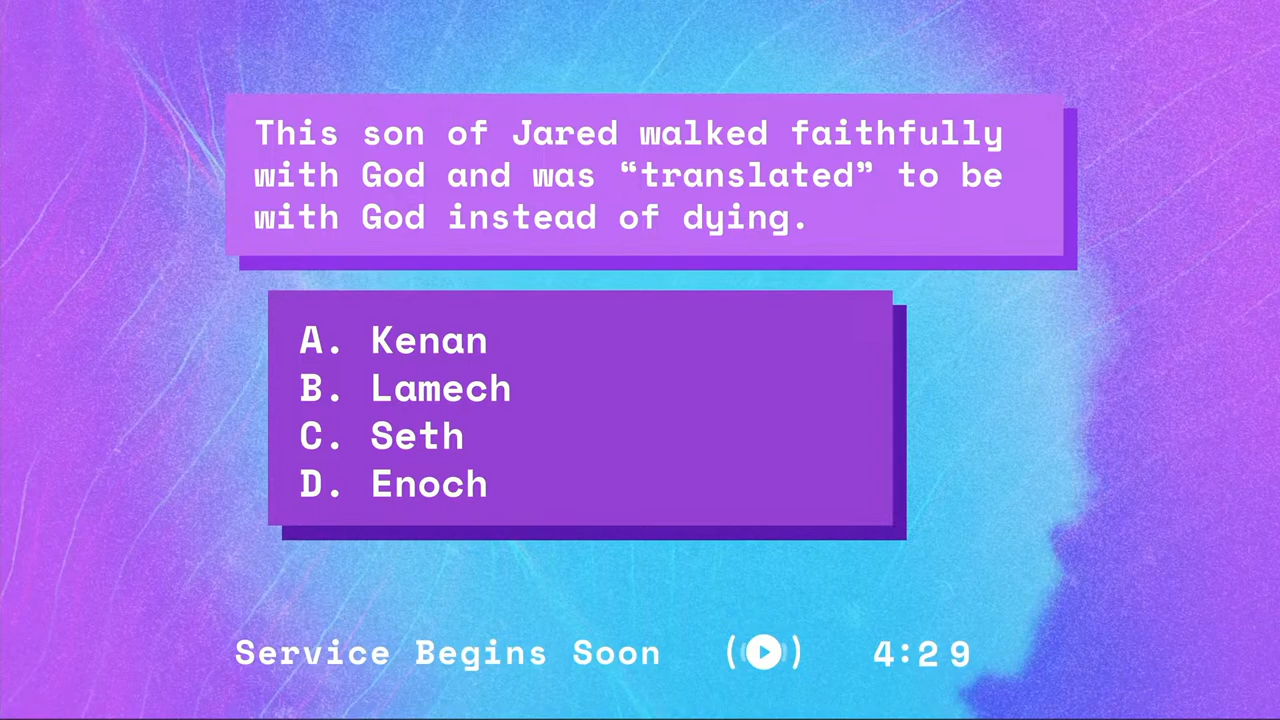 This son of Jared walked faithfully
with God and was “translated” to be
with God instead of dying.
A. Kenan
B. Lamech
C. Seth
D. Enoch
Service Begins Soon
4:29